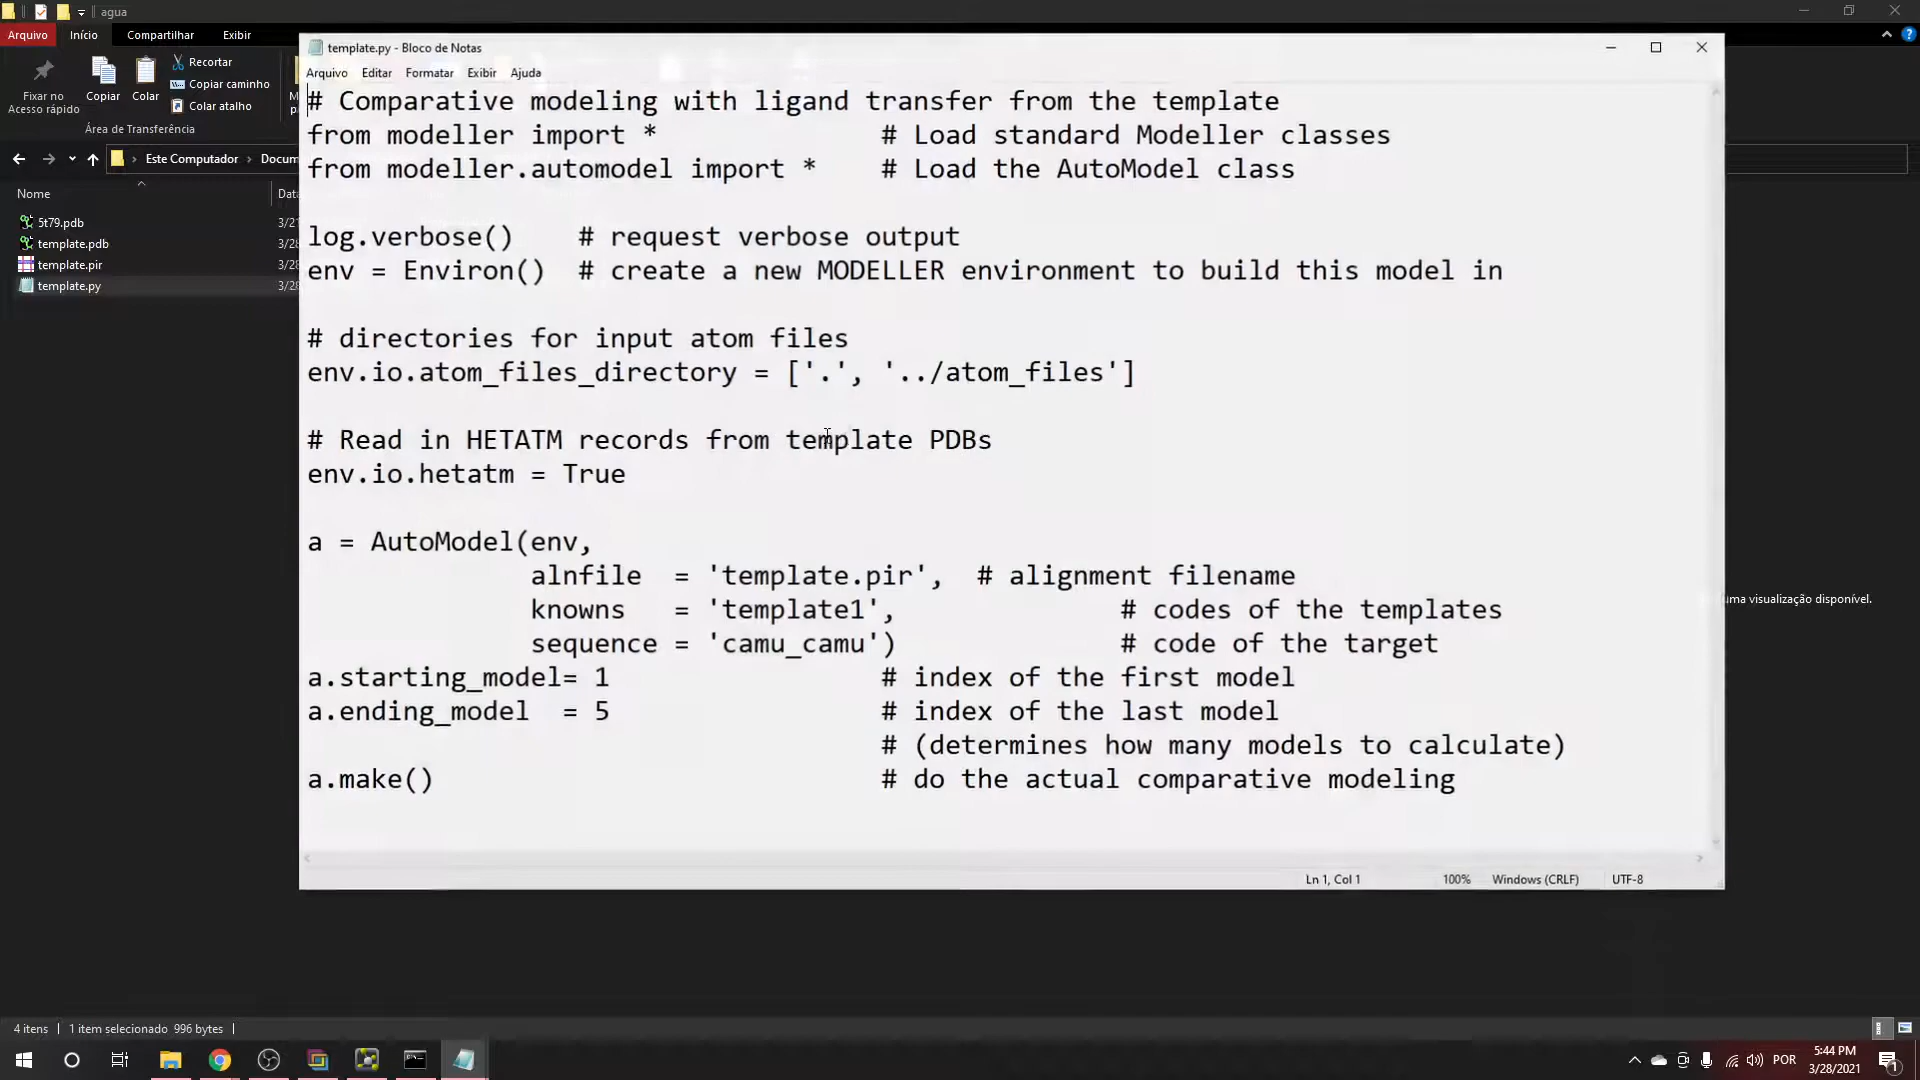 agua
Arquivo Início Compartilhar Exibir
Fixar no Acesso rápido
Copiar
Colar
Recortar
Copiar caminho
Copiar atalho
Área de Transferência
Este Computador
Nome
5t79.pdb
template.pdb
template.pir
template.py
template.py - Bloco de Notas
Arquivo Editar Formatar Exibir Ajuda
# Comparative modeling with ligand transfer from the template
from modeller import * # Load standard Modeller classes
from modeller.automodel import * # Load the AutoModel class
log.verbose() # request verbose output
env = Environ() # create a new MODELLER environment to build this model in
# directories for input atom files
env.io.atom_files_directory = ['.', '../atom_files']
# Read in HETATM records from template PDBs
env.io.hetatm = True
a = AutoModel(env,
alnfile = 'template.pir', # alignment filename
knowns = 'template1', # codes of the templates
sequence = 'camu_camu') # code of the target
a.starting_model= 1 # index of the first model
a.ending_model = 5 # index of the last model
# (determines how many models to calculate)
a.make() # do the actual comparative modeling
Ln 1, Col 1 100% Windows (CRLF) UTF-8
uma visualização disponível.
4 itens 1 item selecionado 996 bytes
POR
5:44 PM
3/28/2021
1